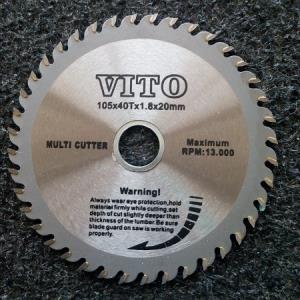 VITO
105x40Tx1.8x20mm
MULTI CUTTER
Maximum
RPM:13.000
Warning!
Always wear eye protection,hold
material firmly while cutting,set
depth of cut slightly deeper than
thickness of the lumber.Be sure
blade guard on saw is working
properly.